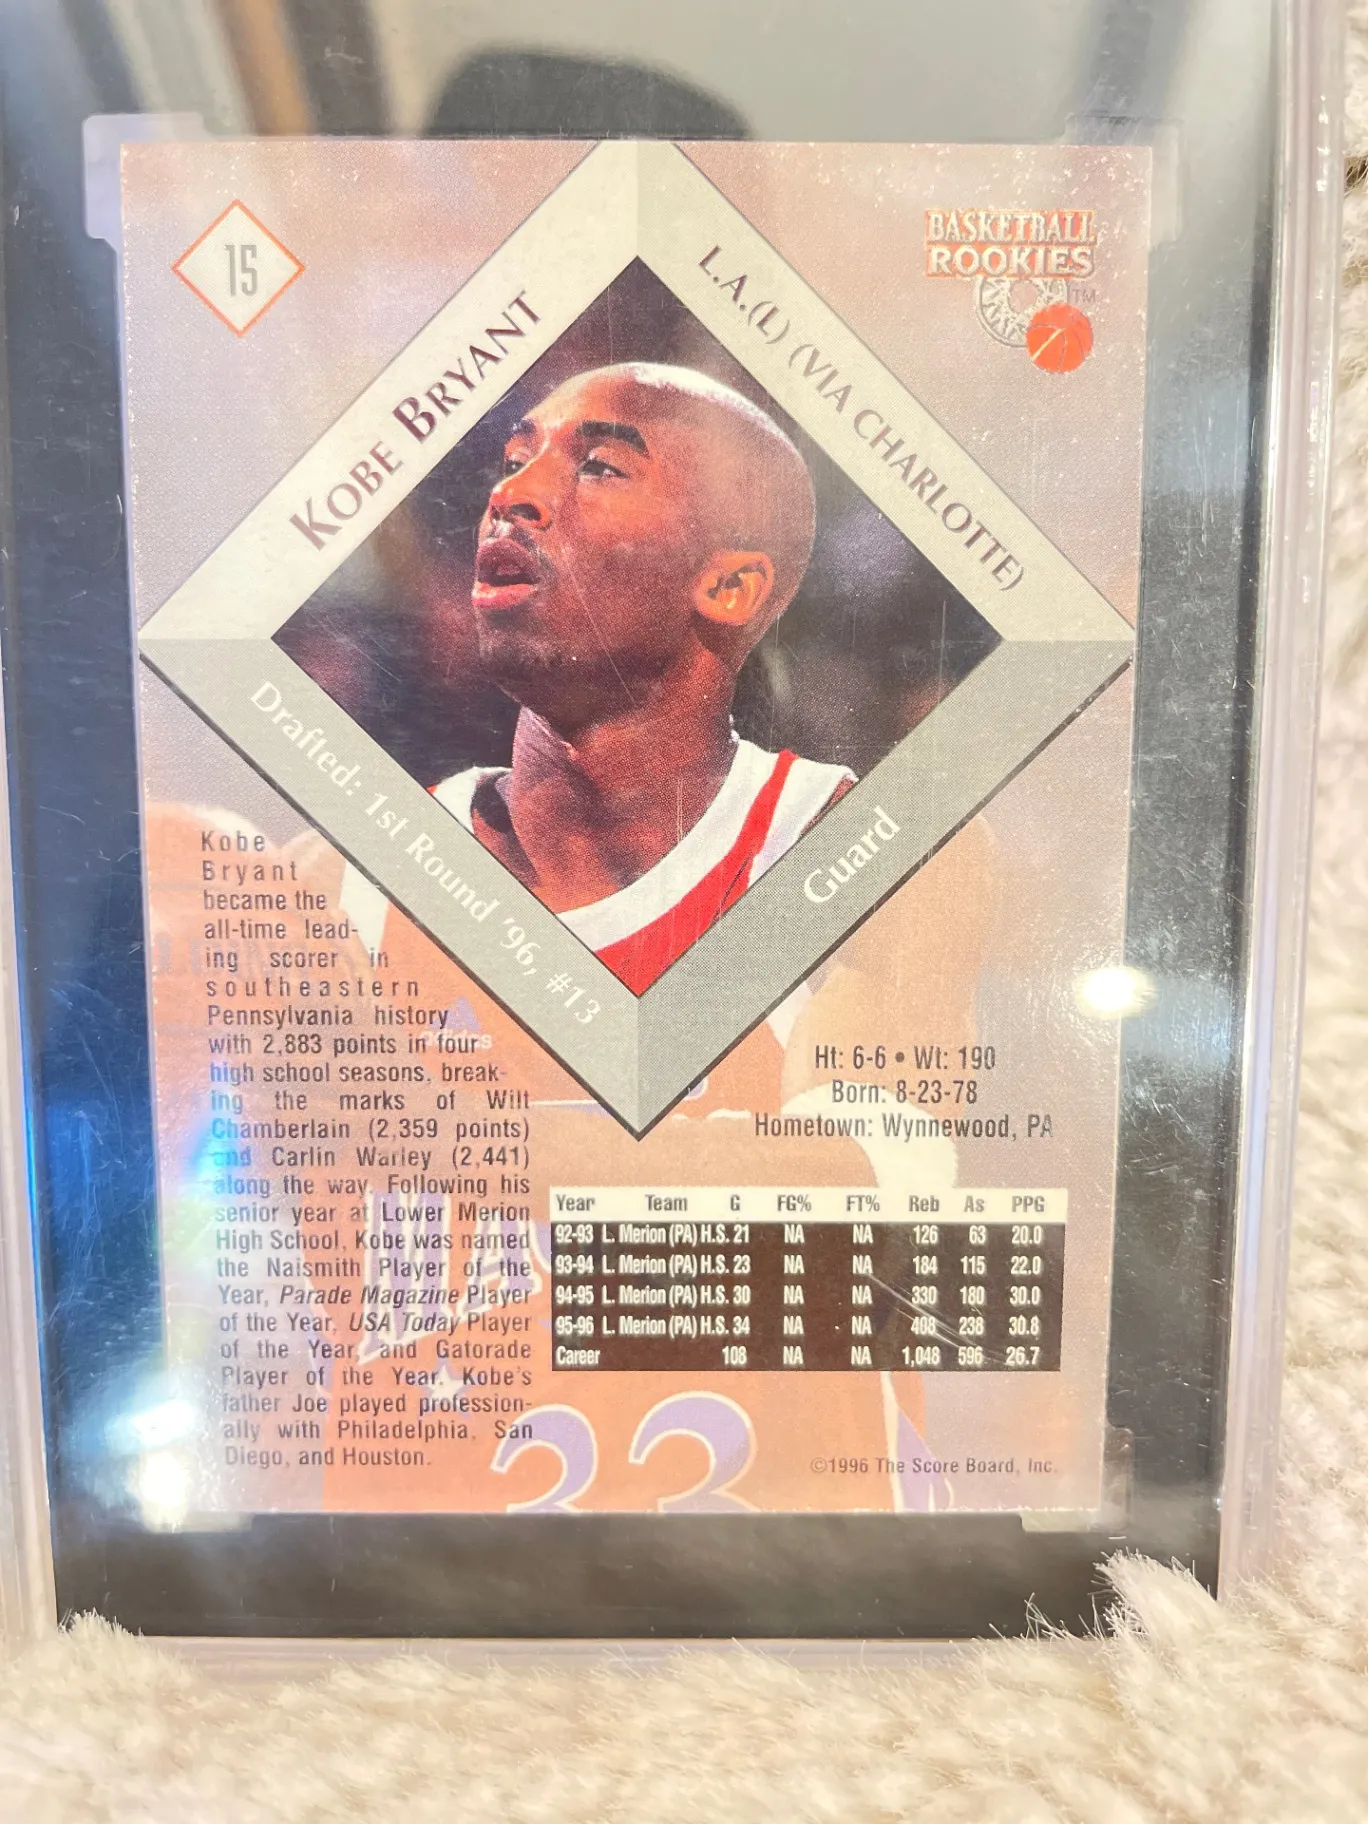 15
BASKETBALL
ROOKIES
TM
KOBE BRYANT
L.A.(L) (VIA CHARLOTTE)
Drafted: 1st Round '96, #13
Guard
Kobe
Bryant
became the
all-time lead-
ing scorer in
southeastern
Pennsylvania history
with 2,883 points in four
high school seasons, break-
ing the marks of Wilt
Chamberlain (2,359 points)
and Carlin Warley (2,441)
along the way. Following his
senior year at Lower Merion
High School, Kobe was named
the Naismith Player of the
Year, Parade Magazine Player
of the Year, USA Today Player
of the Year, and Gatorade
Player of the Year. Kobe's
father Joe played profession-
ally with Philadelphia, San
Diego, and Houston.
adidas
33
Ht: 6-6 • Wt: 190
Born: 8-23-78
Hometown: Wynnewood, PA
Year Team G FG% FT% Reb As PPG
92-93 L. Merion (PA) H.S. 21 NA NA 126 63 20.0
93-94 L. Merion (PA) H.S. 23 NA NA 184 115 22.0
94-95 L. Merion (PA) H.S. 30 NA NA 330 180 30.0
95-96 L. Merion (PA) H.S. 34 NA NA 408 238 30.8
Career 108 NA NA 1,048 596 26.7
©1996 The Score Board, Inc.